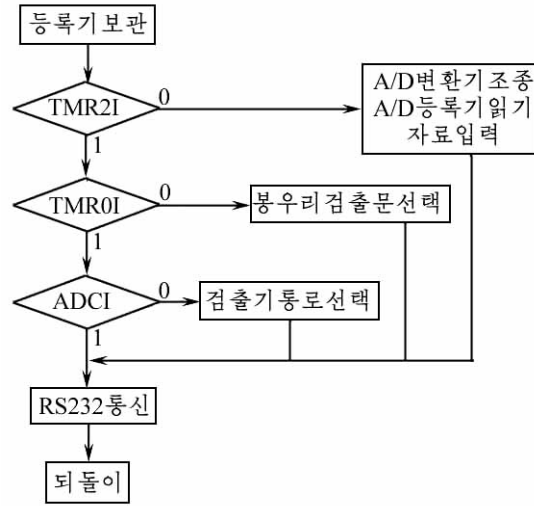 등록기보관
TMR2I
0
A/D변환기조종
A/D등록기읽기
자료입력
1
TMR0I
0
봉우리검출문선택
1
ADCI
0
검출기통로선택
1
RS232통신
되돌이